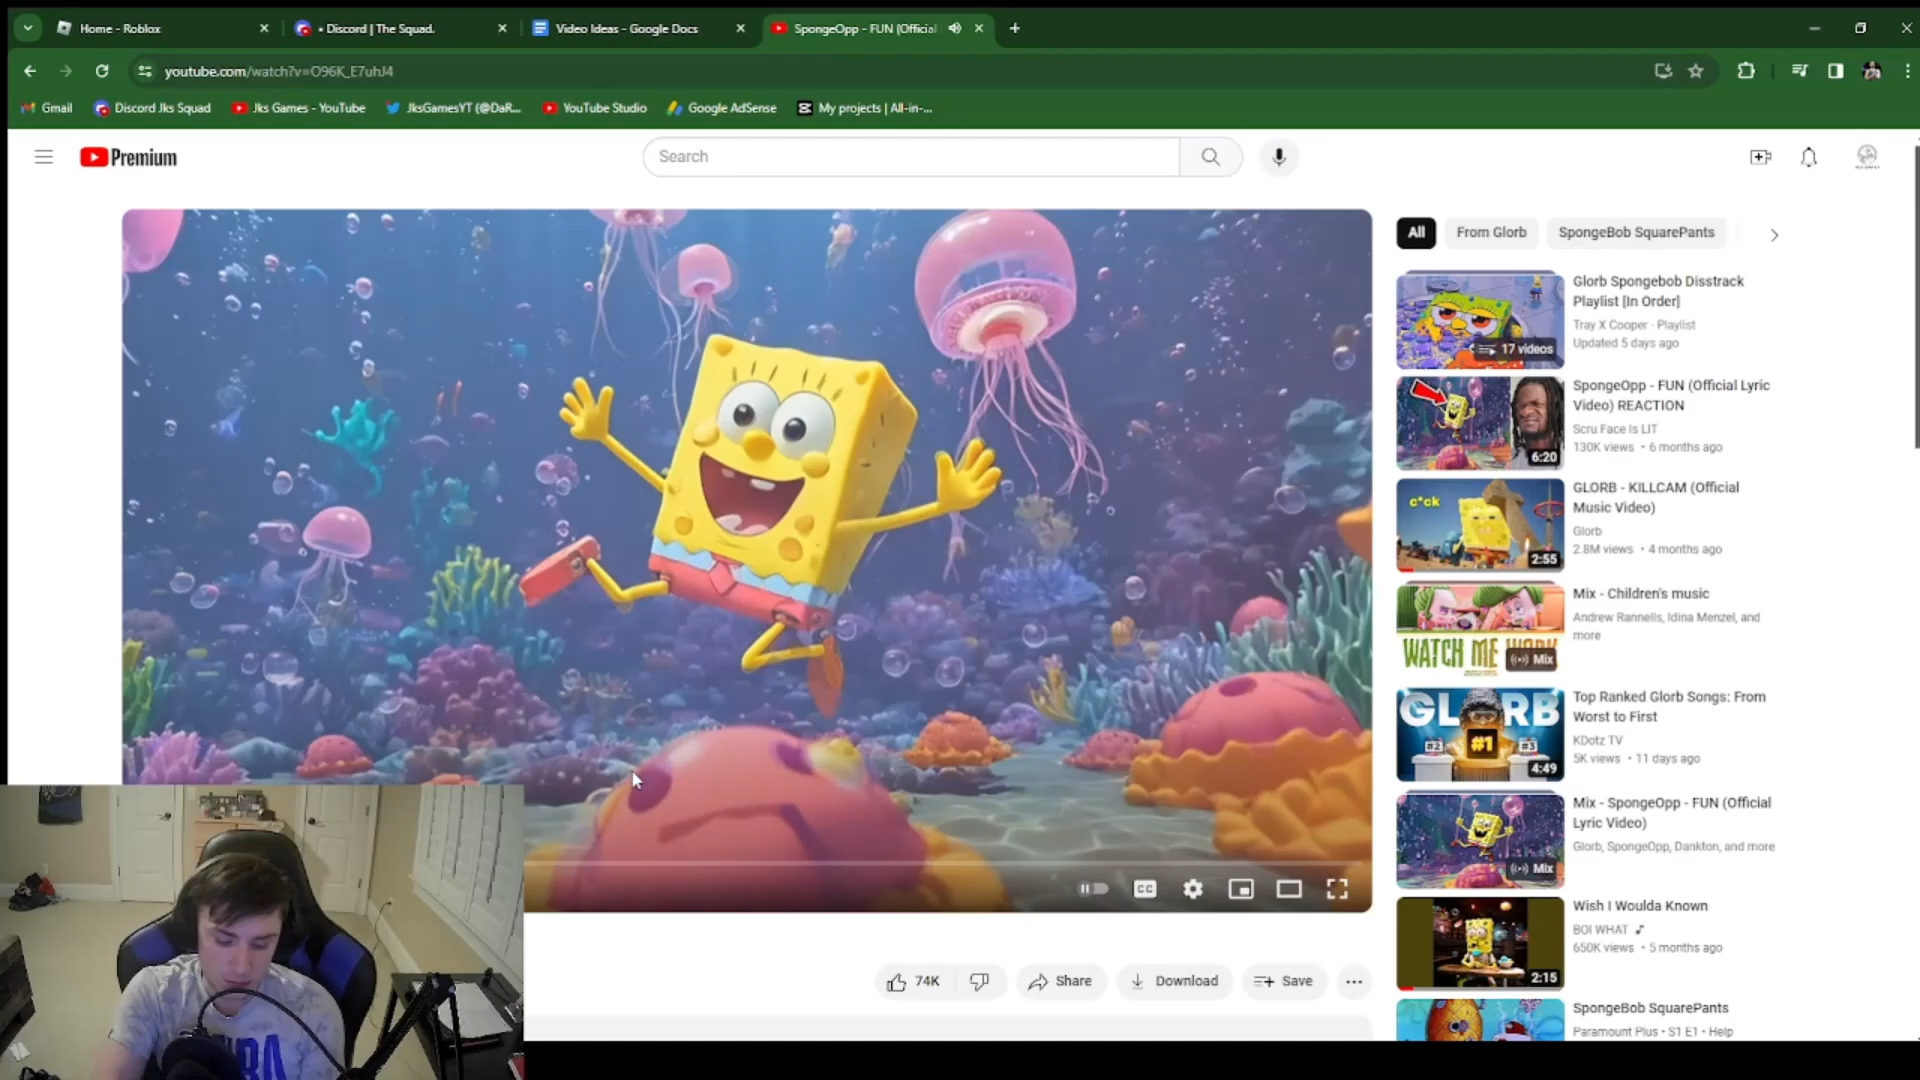 Home - Roblox
• Discord | The Squad.
Video Ideas - Google Docs
SpongeOpp - FUN (Official
youtube.com/watch?v=O96K_E7uhJ4
Gmail
Discord Jks Squad
Jks Games - YouTube
JksGamesYT (@DaR...
YouTube Studio
Google AdSense
My projects | All-in-...
Premium
Search
All
From Glorb
SpongeBob SquarePants
Glorb Spongebob Disstrack
Playlist [In Order]
Tray X Cooper · Playlist
Updated 5 days ago
17 videos
SpongeOpp - FUN (Official Lyric
Video) REACTION
Scru Face Is LIT
130K views • 6 months ago
6:20
GLORB - KILLCAM (Official
Music Video)
Glorb
2.8M views • 4 months ago
c*ck
2:55
Mix - Children's music
Andrew Rannells, Idina Menzel, and
more
WATCH ME WORK
Mix
Top Ranked Glorb Songs: From
Worst to First
KDotz TV
5K views • 11 days ago
GLORB
#2
#1
#3
4:49
Mix - SpongeOpp - FUN (Official
Lyric Video)
Glorb, SpongeOpp, Dankton, and more
Mix
Wish I Woulda Known
BOI WHAT
650K views • 5 months ago
2:15
SpongeBob SquarePants
Paramount Plus • S1 E1 • Help
CC
74K
Share
Download
Save